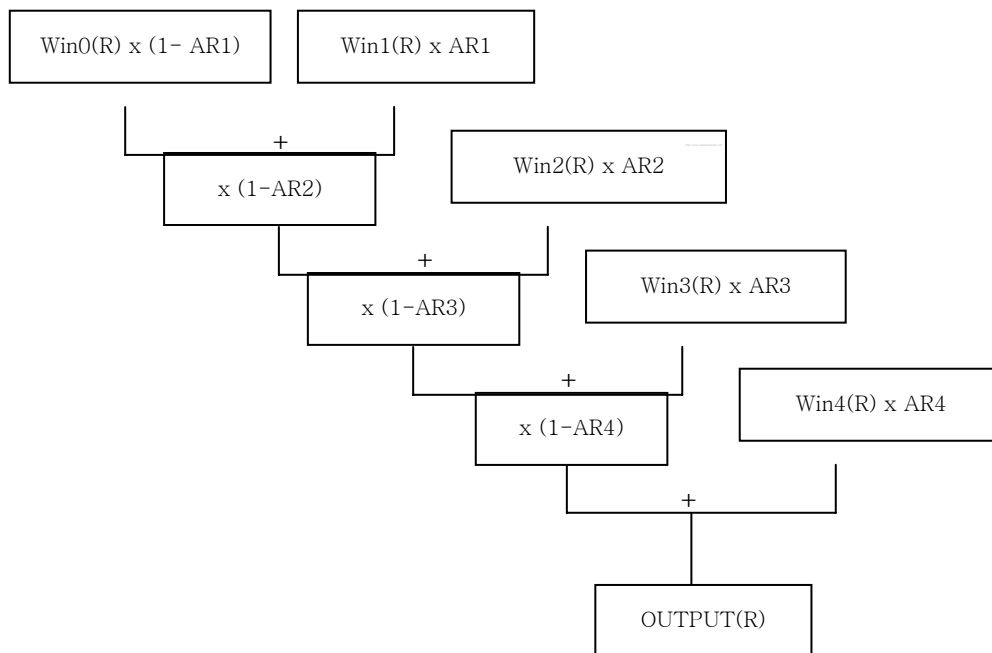 Win0(R) x (1- AR1)
Win1(R) x AR1
+
x (1-AR2)
Win2(R) x AR2
+
x (1-AR3)
Win3(R) x AR3
+
x (1-AR4)
Win4(R) x AR4
+
OUTPUT(R)